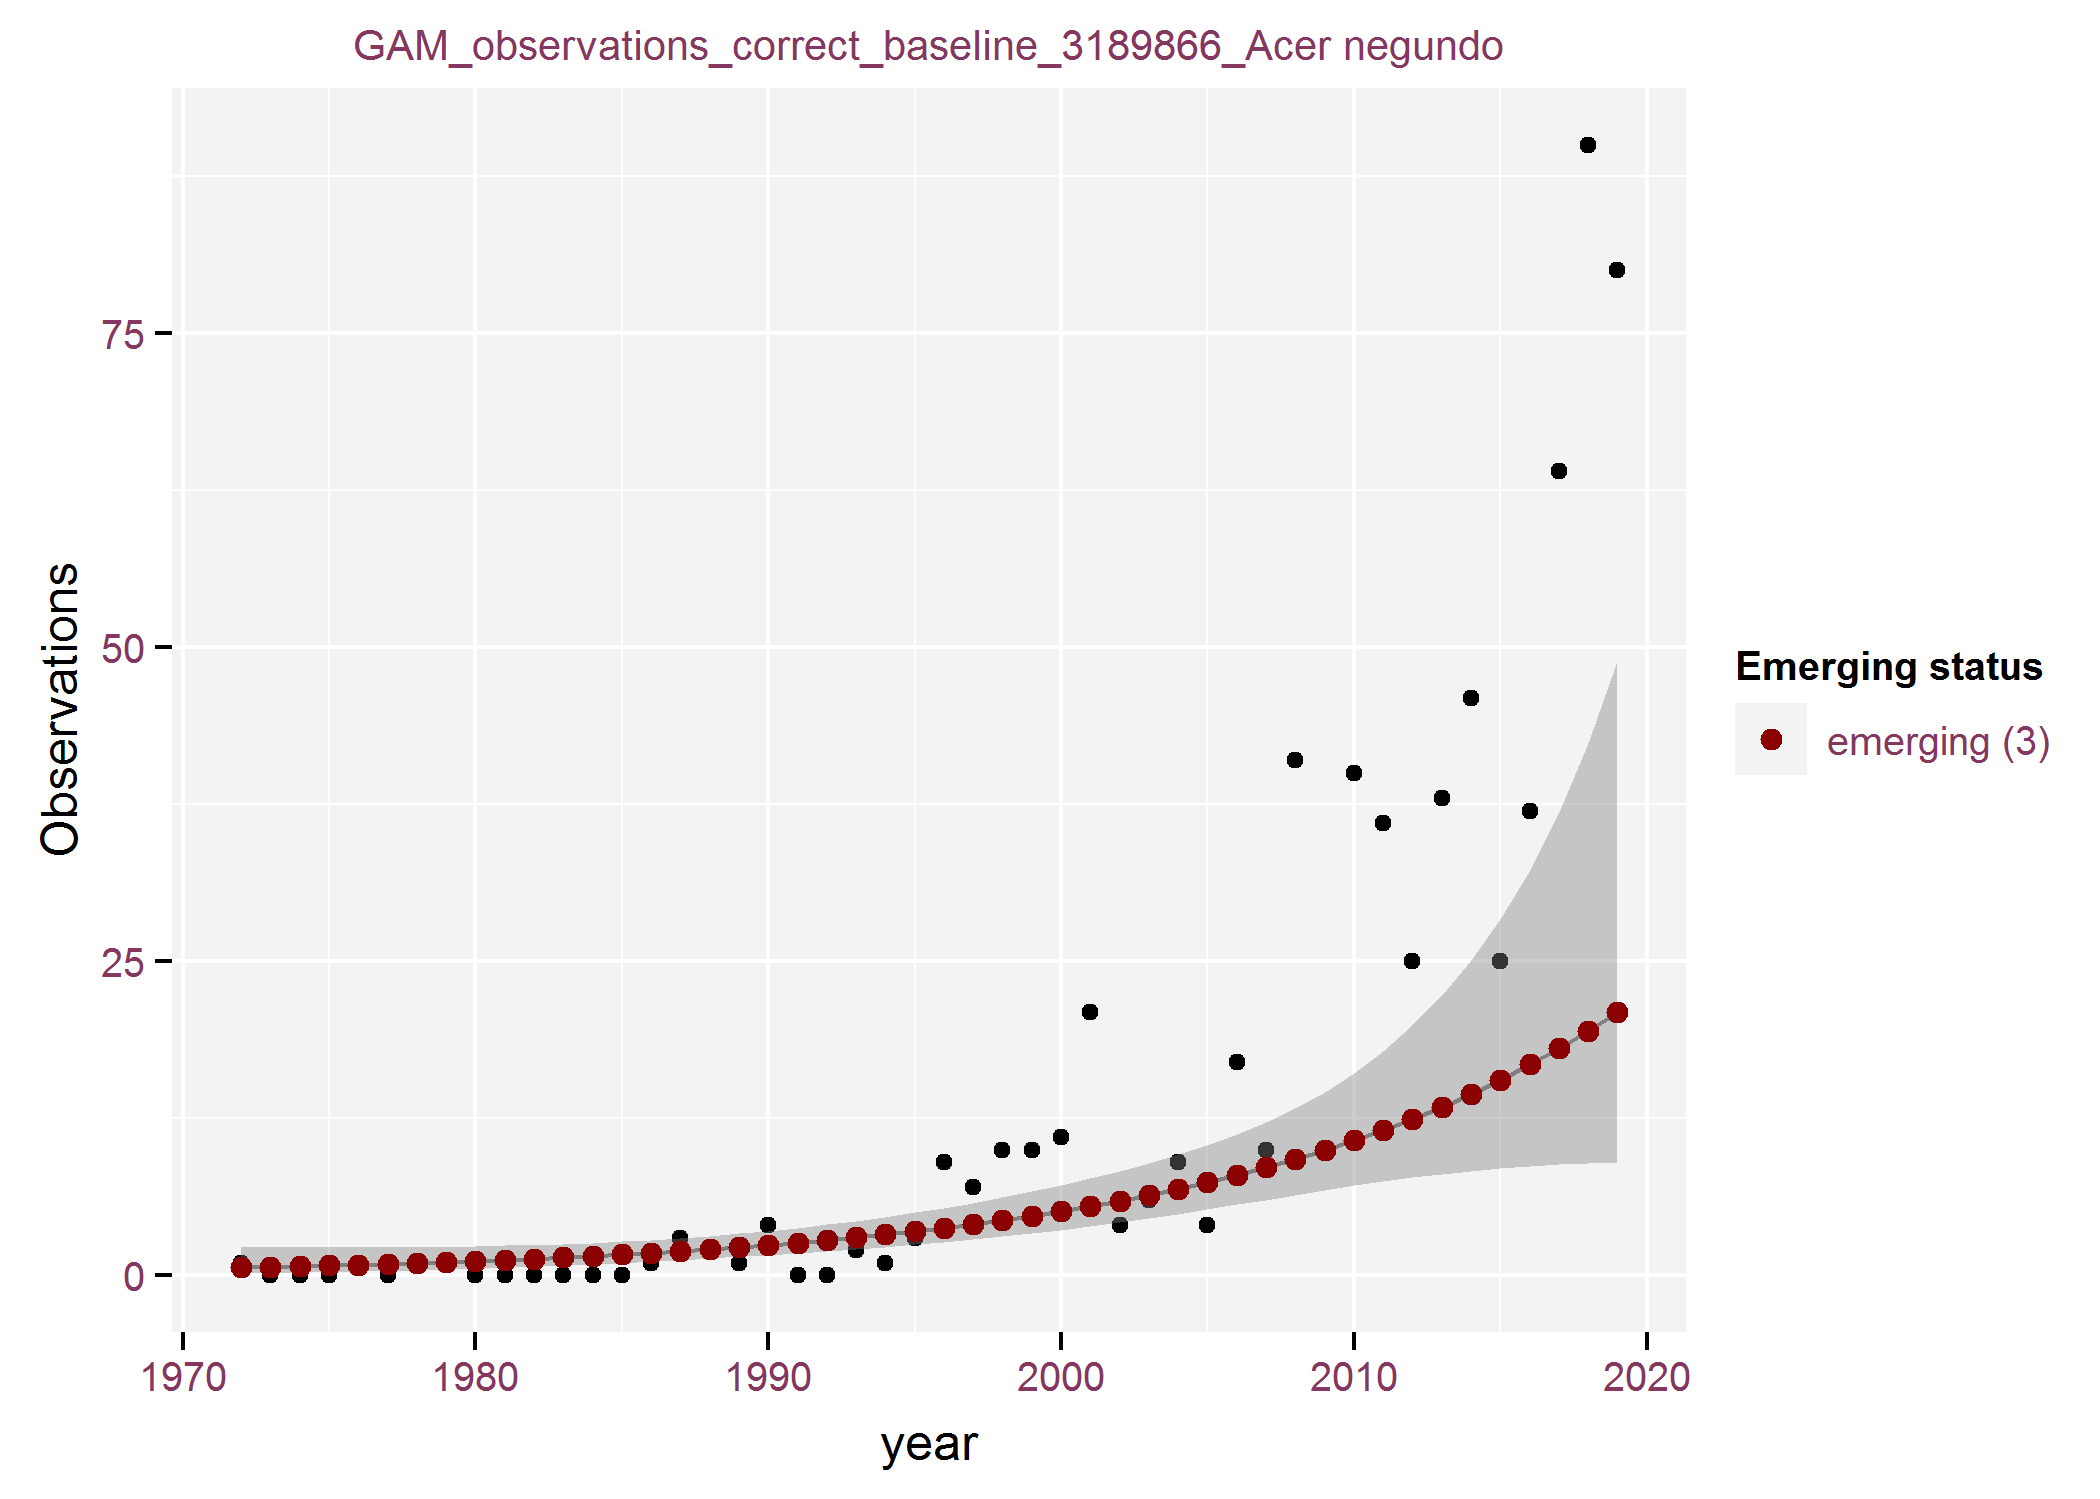 GAM_observations_correct_baseline_3189866_Acer negundo
Observations
75
50
25
0
1970 1980 1990 2000 2010 2020
year
Emerging status
emerging (3)